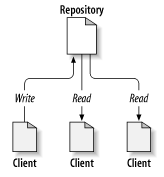 Repository
Write Read Read
Client Client Client